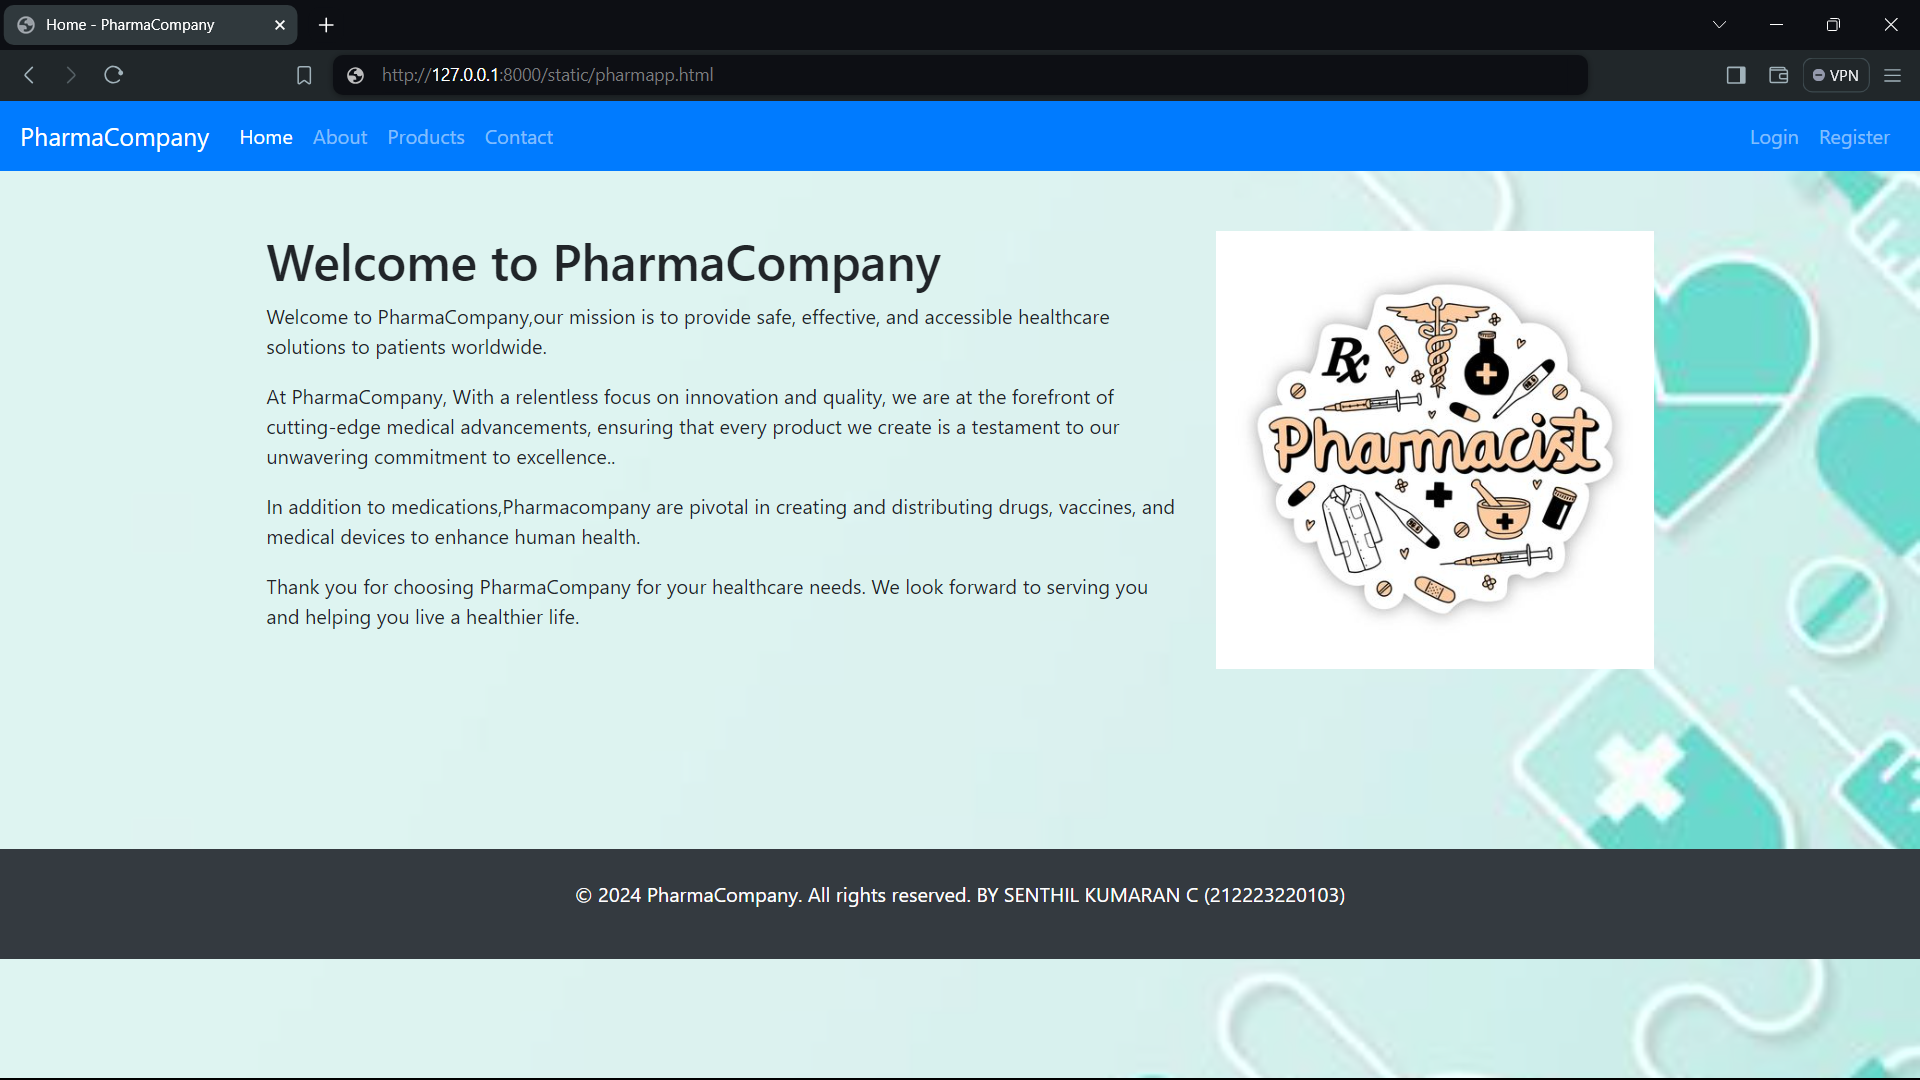 Home - PharmaCompany
http://127.0.0.1:8000/static/pharmapp.html
VPN
PharmaCompany Home About Products Contact Login Register
Welcome to PharmaCompany
Welcome to PharmaCompany,our mission is to provide safe, effective, and accessible healthcare
solutions to patients worldwide.
At PharmaCompany, With a relentless focus on innovation and quality, we are at the forefront of
cutting-edge medical advancements, ensuring that every product we create is a testament to our
unwavering commitment to excellence..
In addition to medications,Pharmacompany are pivotal in creating and distributing drugs, vaccines, and
medical devices to enhance human health.
Thank you for choosing PharmaCompany for your healthcare needs. We look forward to serving you
and helping you live a healthier life.
Rx
Pharmacist
© 2024 PharmaCompany. All rights reserved. BY SENTHIL KUMARAN C (212223220103)